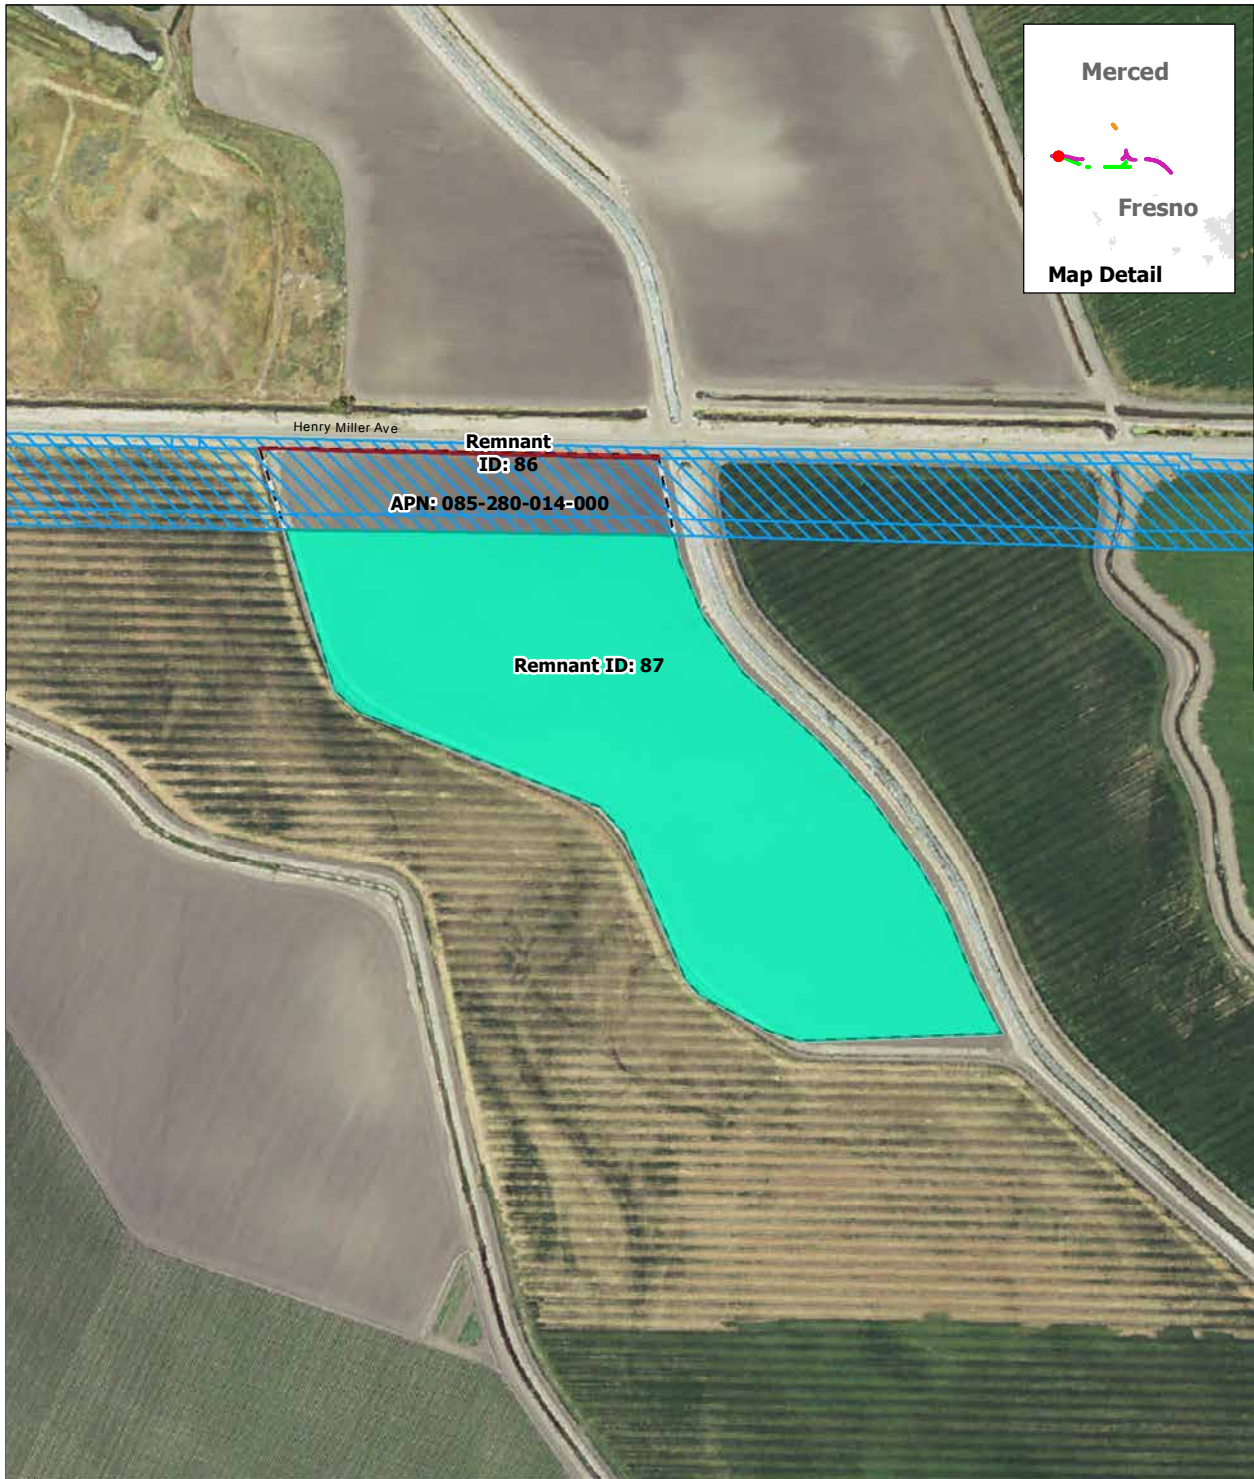 Merced
Fresno
Map Detail
Henry Miller Ave
Remnant
ID: 86
APN: 085-280-014-000
Remnant ID: 87